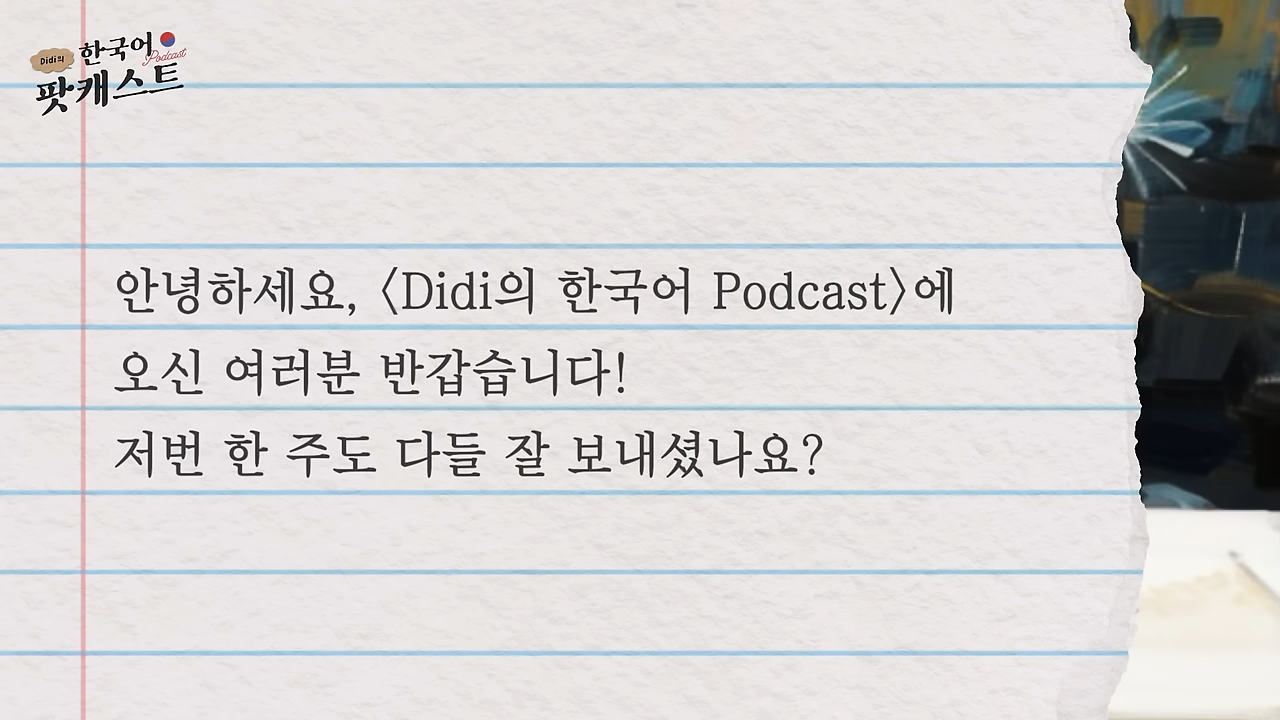 Didi의 한국어
Podcast
팟캐스트
안녕하세요, 〈Didi의 한국어 Podcast〉에
오신 여러분 반갑습니다!
저번 한 주도 다들 잘 보내셨나요?